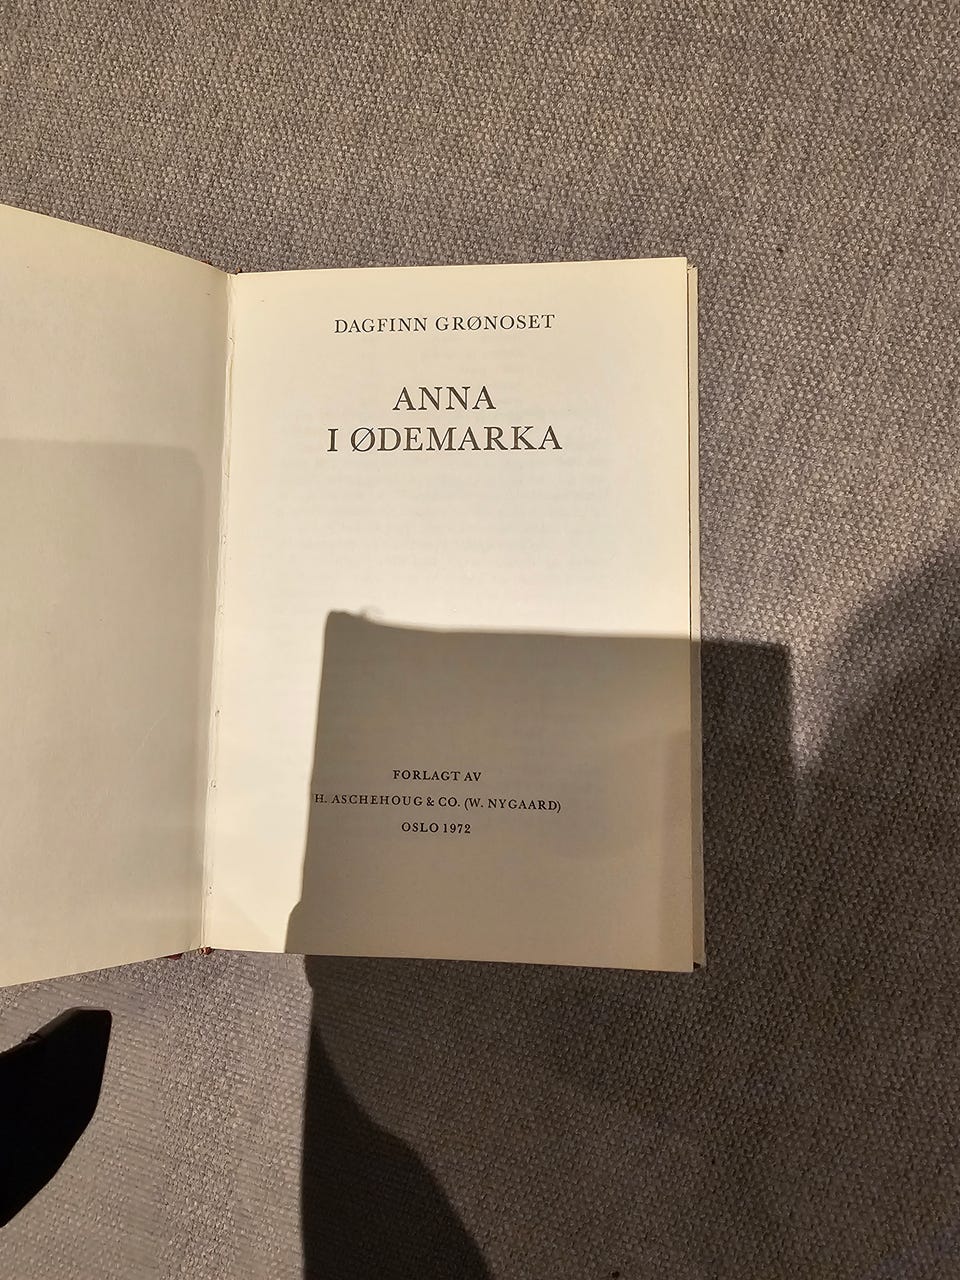 DAGFINN GRØNOSET
ANNA
I ØDEMARKA
FORLAGT AV
H. ASCHEHOUG & CO. (W. NYGAARD)
OSLO 1972